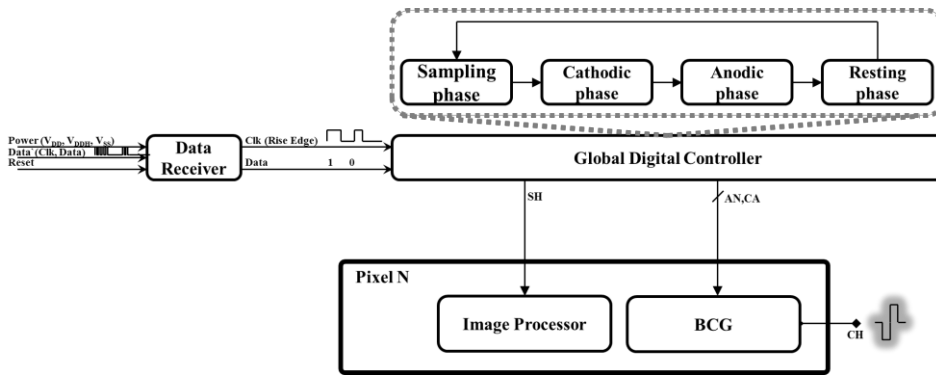 Sampling phase
Cathodic phase
Anodic phase
Resting phase
Power (VDD, VDDH, VSS)
Data (Clk, Data)
Reset
Data Receiver
Clk (Rise Edge)
Data 1 0
Global Digital Controller
SH
AN,CA
Pixel N
Image Processor
BCG
CH